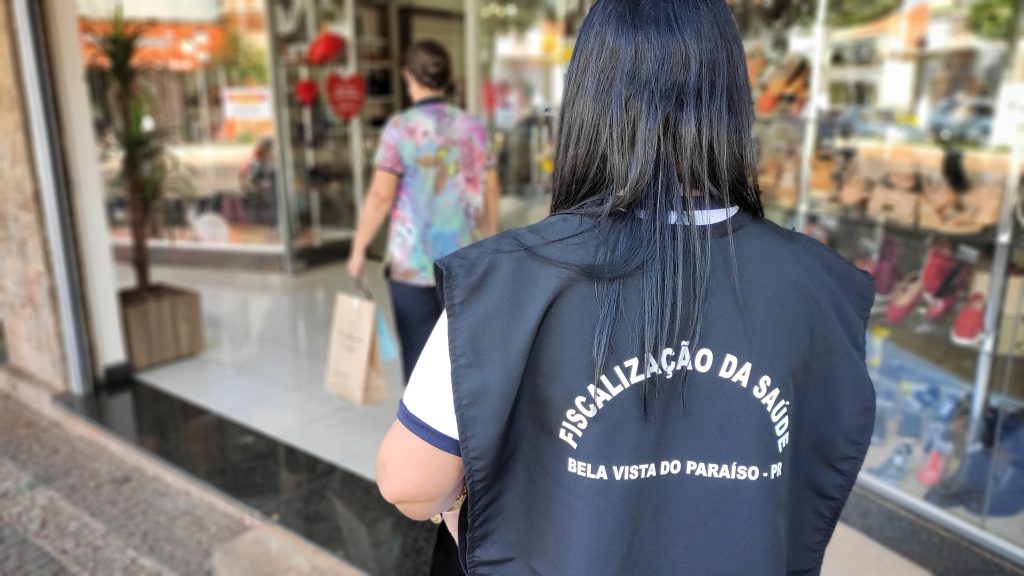 FISCALIZAÇÃO DA SAÚDE
BELA VISTA DO PARAÍSO - PR